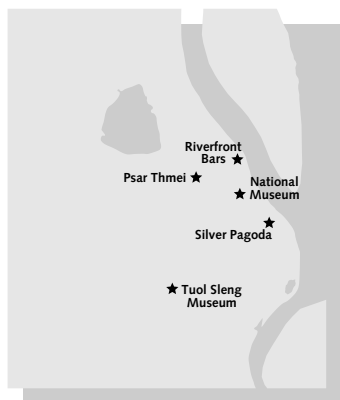 Riverfront
Bars
Psar Thmei
National
Museum
Silver Pagoda
Tuol Sleng
Museum